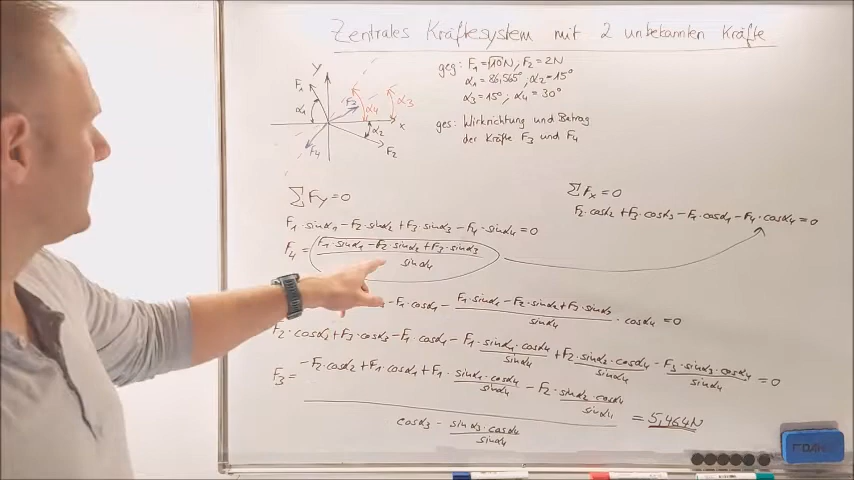 Zentrales Kräftesystem mit 2 unbekannten Kräfte
geg: F₁=√10 N; F₂=2N
α₁=86,565°; α₂=15°
α₃=15°; α₄=30°
ges: Wirkrichtung und Betrag
der Kräfte F₃ und F₄
y
F₁
α₁
F₃
α₄
α₃
x
α₂
F₄
F₂
ΣFy=0
F₁·sinα₁−F₂·sinα₂+F₃·sinα₃−F₄·sinα₄=0
F₄ = (F₁·sinα₁−F₂·sinα₂+F₃·sinα₃)/sinα₄
ΣFx=0
F₂·cosα₂+F₃·cosα₃−F₁·cosα₁−F₄·cosα₄=0
−F₁·cosα₁−(F₁·sinα₁−F₂·sinα₂+F₃·sinα₃)/sinα₄·cosα₄=0
F₂·cosα₂+F₃·cosα₃−F₁·cosα₁−F₁·(sinα₁·cosα₄)/sinα₄+F₂·(sinα₂·cosα₄)/sinα₄−F₃·(sinα₃·cosα₄)/sinα₄=0
F₃=(−F₂·cosα₂+F₁·cosα₁+F₁·(sinα₁·cosα₄)/sinα₄−F₂·(sinα₂·cosα₄)/sinα₄)/(cosα₃−(sinα₃·cosα₄)/sinα₄)=5,464N